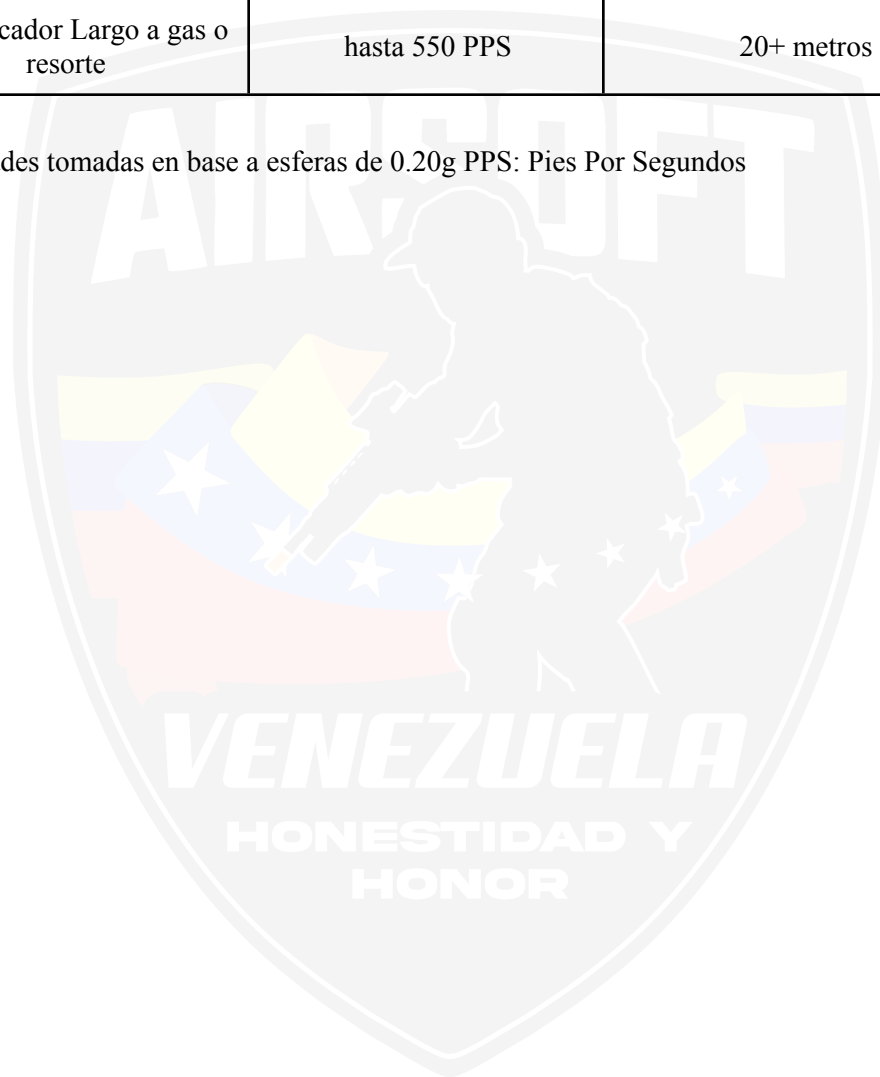 cador Largo a gas o
resorte
hasta 550 PPS
20+ metros
des tomadas en base a esferas de 0.20g PPS: Pies Por Segundos
AIRSOFT
VENEZUELA
HONESTIDAD Y
HONOR